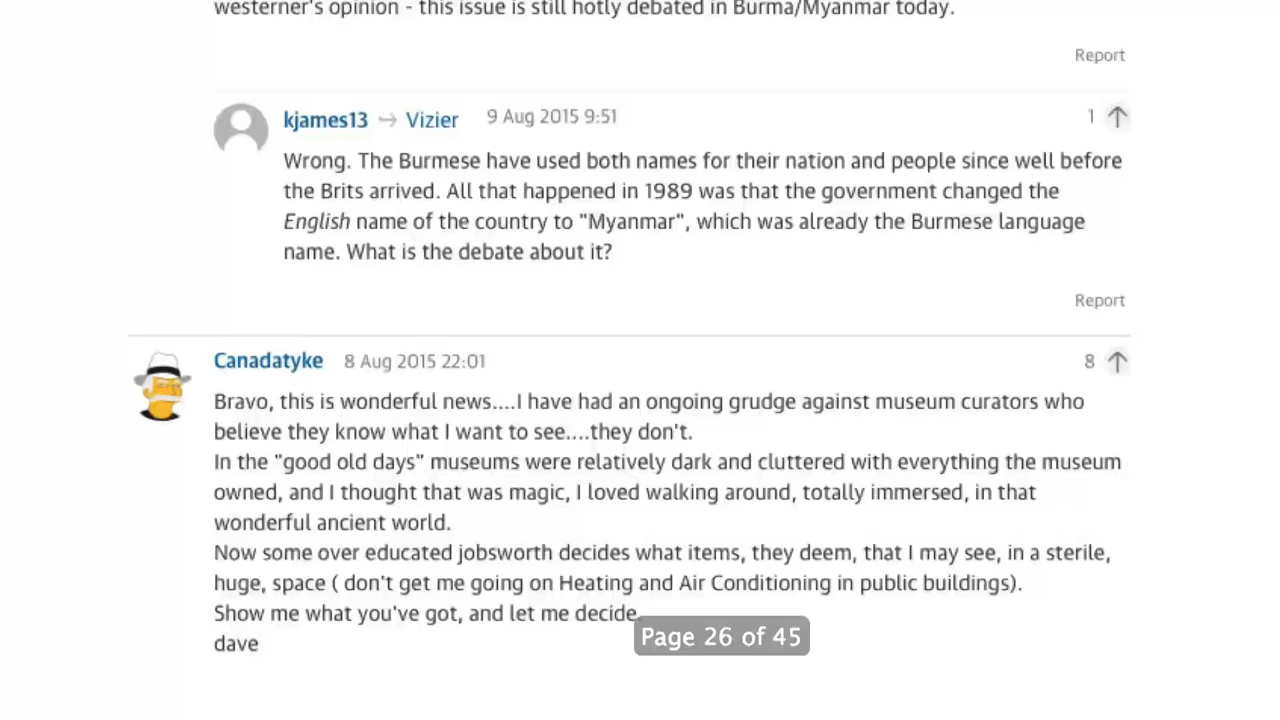 westerner's opinion - this issue is still hotly debated in Burma/Myanmar today.
Report
kjames13 → Vizier 9 Aug 2015 9:51 1 ↑
Wrong. The Burmese have used both names for their nation and people since well before
the Brits arrived. All that happened in 1989 was that the government changed the
English name of the country to "Myanmar", which was already the Burmese language
name. What is the debate about it?
Report
Canadatyke 8 Aug 2015 22:01 8 ↑
Bravo, this is wonderful news....I have had an ongoing grudge against museum curators who
believe they know what I want to see....they don't.
In the "good old days" museums were relatively dark and cluttered with everything the museum
owned, and I thought that was magic, I loved walking around, totally immersed, in that
wonderful ancient world.
Now some over educated jobsworth decides what items, they deem, that I may see, in a sterile,
huge, space ( don't get me going on Heating and Air Conditioning in public buildings).
Show me what you've got, and let me decide.
Page 26 of 45
dave